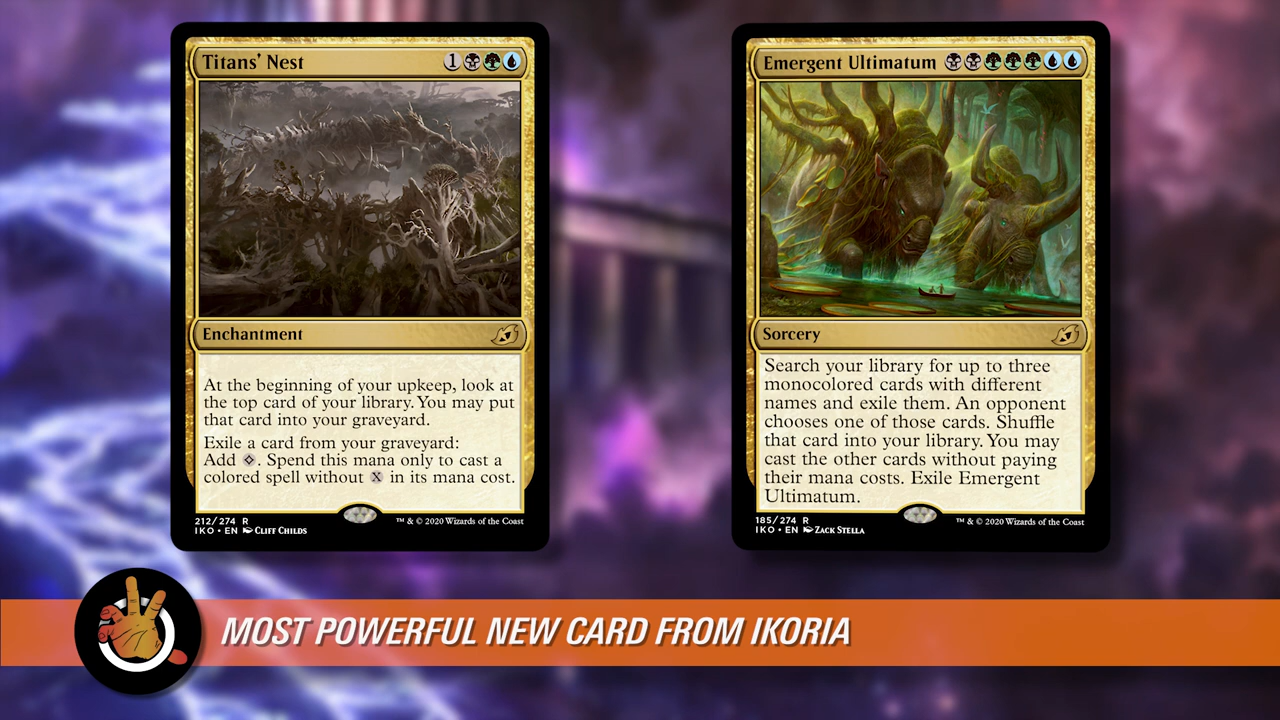 Titans' Nest 1
Enchantment
At the beginning of your upkeep, look at
the top card of your library. You may put
that card into your graveyard.
Exile a card from your graveyard:
Add . Spend this mana only to cast a
colored spell without X in its mana cost.
212/274 R
IKO • EN Cliff Childs
™ & © 2020 Wizards of the Coast
Emergent Ultimatum
Sorcery
Search your library for up to three
monocolored cards with different
names and exile them. An opponent
chooses one of those cards. Shuffle
that card into your library. You may
cast the other cards without paying
their mana costs. Exile Emergent
Ultimatum.
185/274 R
IKO • EN Zack Stella
™ & © 2020 Wizards of the Coast
MOST POWERFUL NEW CARD FROM IKORIA